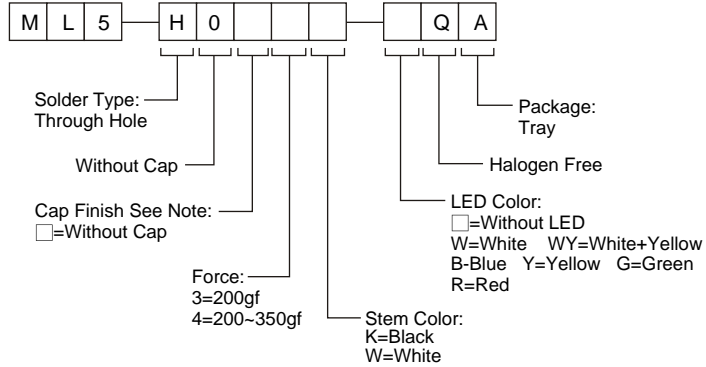 M L 5 H 0 Q A
Solder Type:
Through Hole
Package:
Tray
Without Cap
Halogen Free
Cap Finish See Note:
□=Without Cap
LED Color:
□=Without LED
W=White WY=White+Yellow
B-Blue Y=Yellow G=Green
R=Red
Force:
3=200gf
4=200~350gf
Stem Color:
K=Black
W=White